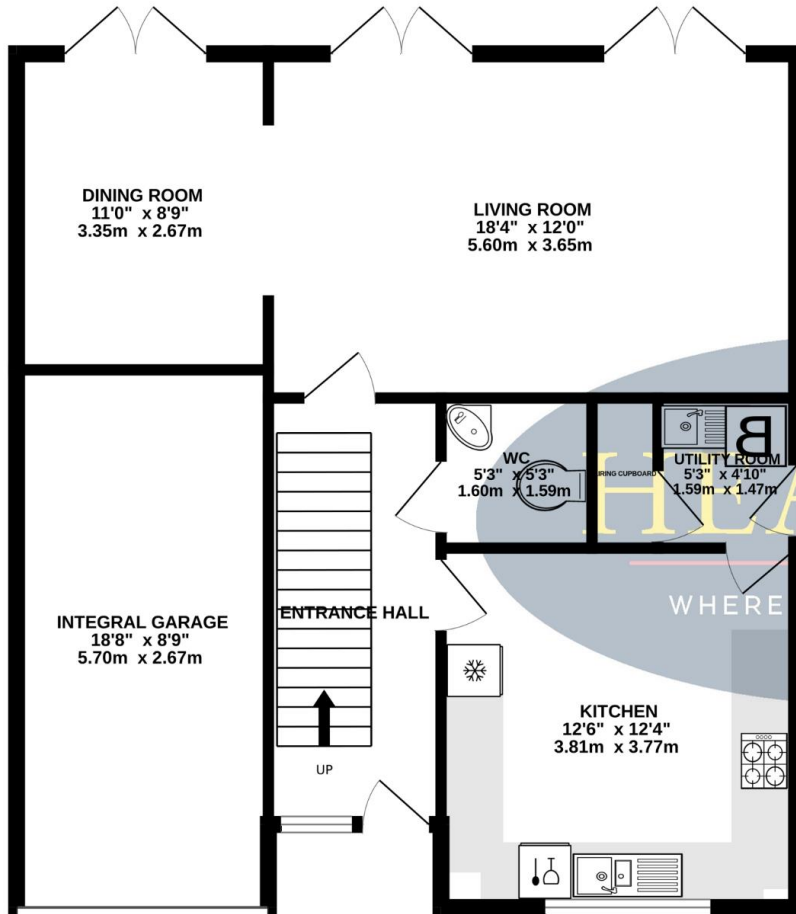 DINING ROOM
11'0" x 8'9"
3.35m x 2.67m
LIVING ROOM
18'4" x 12'0"
5.60m x 3.65m
WC
5'3" x 5'3"
1.60m x 1.59m
IRING CUPBOARD
UTILITY ROOM
5'3" x 4'10"
1.59m x 1.47m
B
HEA
WHERE
ENTRANCE HALL
INTEGRAL GARAGE
18'8" x 8'9"
5.70m x 2.67m
KITCHEN
12'6" x 12'4"
3.81m x 3.77m
UP